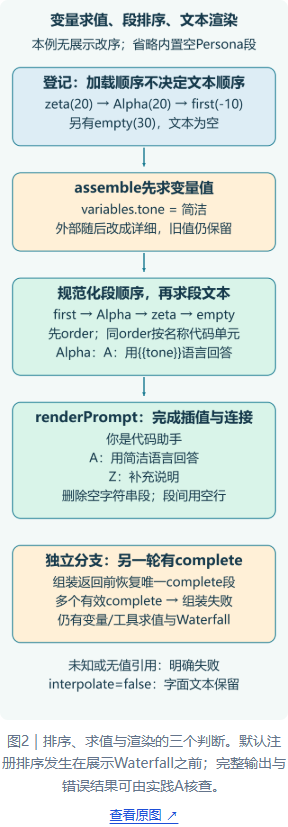 变量求值、段排序、文本渲染
本例无展示改序；省略内置空Persona段
登记：加载顺序不决定文本顺序
zeta(20) → Alpha(20) → first(-10)
另有empty(30)，文本为空
assemble先求变量值
variables.tone = 简洁
外部随后改成详细，旧值仍保留
规范化段顺序，再求段文本
first → Alpha → zeta → empty
先order；同order按名称代码单元
Alpha：A：用{{tone}}语言回答
renderPrompt：完成插值与连接
你是代码助手
A：用简洁语言回答
Z：补充说明
删除空字符串段；段间用空行
独立分支：另一轮有complete
组装返回前恢复唯一complete段
多个有效complete → 组装失败
仍有变量/工具求值与Waterfall
未知或无值引用：明确失败
interpolate=false：字面文本保留
图2｜排序、求值与渲染的三个判断。默认注
册排序发生在展示Waterfall之前；完整输出与
错误结果可由实践A核查。
查看原图 ↗